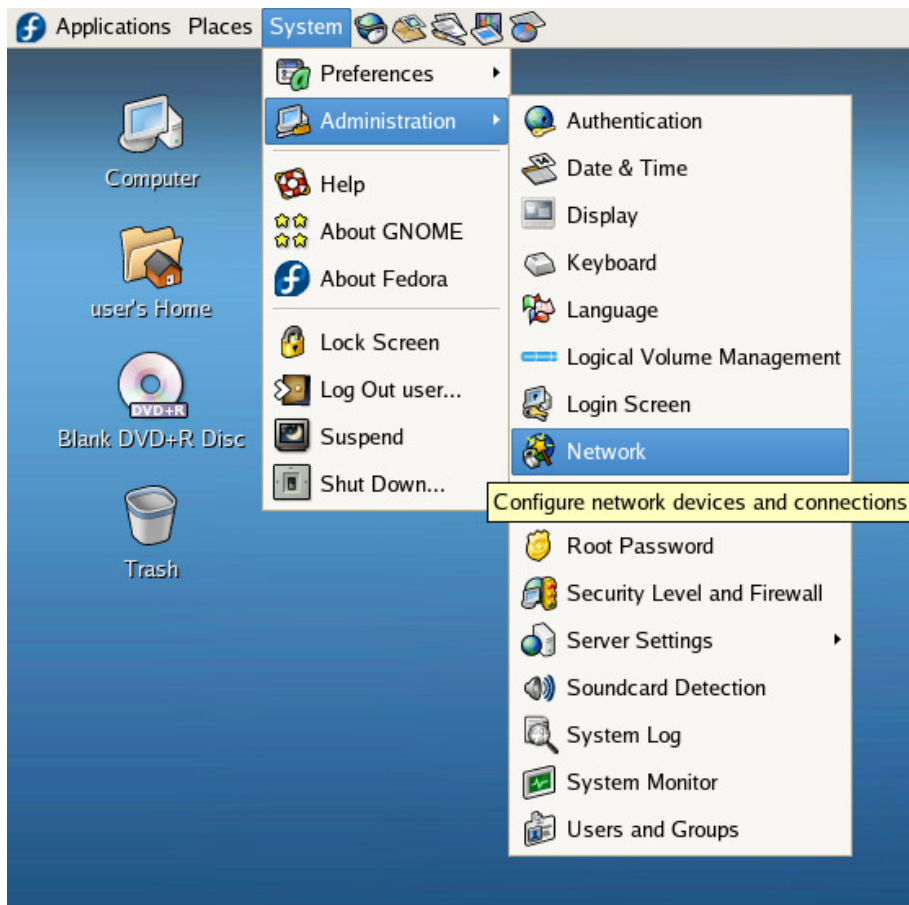 Applications Places System
Preferences
Administration
Help
About GNOME
About Fedora
Lock Screen
Log Out user...
Suspend
Shut Down...
Authentication
Date & Time
Display
Keyboard
Language
Logical Volume Management
Login Screen
Network
Configure network devices and connections
Root Password
Security Level and Firewall
Server Settings
Soundcard Detection
System Log
System Monitor
Users and Groups
Computer
user's Home
DVD+R
Blank DVD+R Disc
Trash